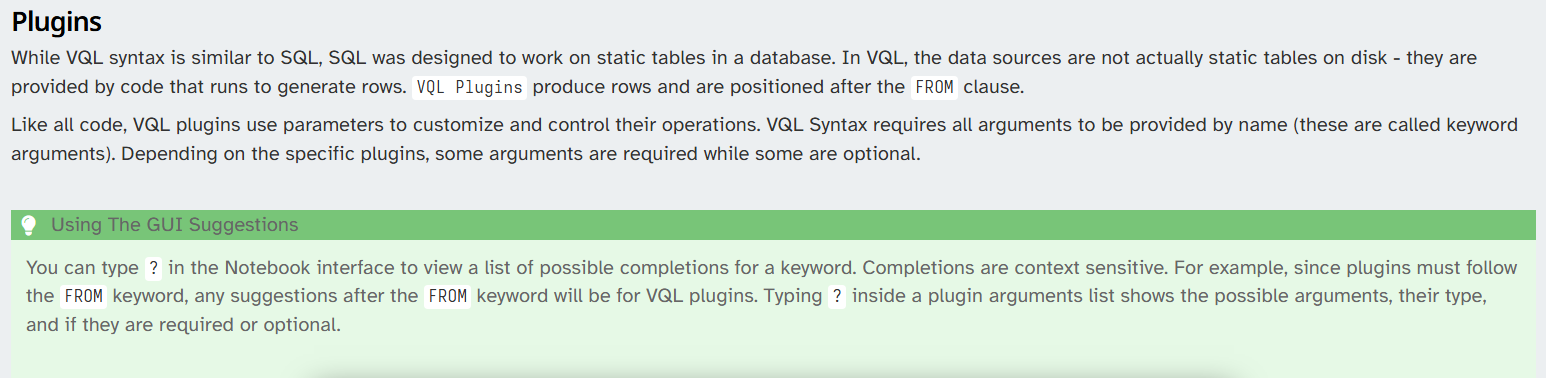 Plugins
While VQL syntax is similar to SQL, SQL was designed to work on static tables in a database. In VQL, the data sources are not actually static tables on disk - they are
provided by code that runs to generate rows. VQL Plugins produce rows and are positioned after the FROM clause.
Like all code, VQL plugins use parameters to customize and control their operations. VQL Syntax requires all arguments to be provided by name (these are called keyword
arguments). Depending on the specific plugins, some arguments are required while some are optional.
Using The GUI Suggestions
You can type ? in the Notebook interface to view a list of possible completions for a keyword. Completions are context sensitive. For example, since plugins must follow
the FROM keyword, any suggestions after the FROM keyword will be for VQL plugins. Typing ? inside a plugin arguments list shows the possible arguments, their type,
and if they are required or optional.